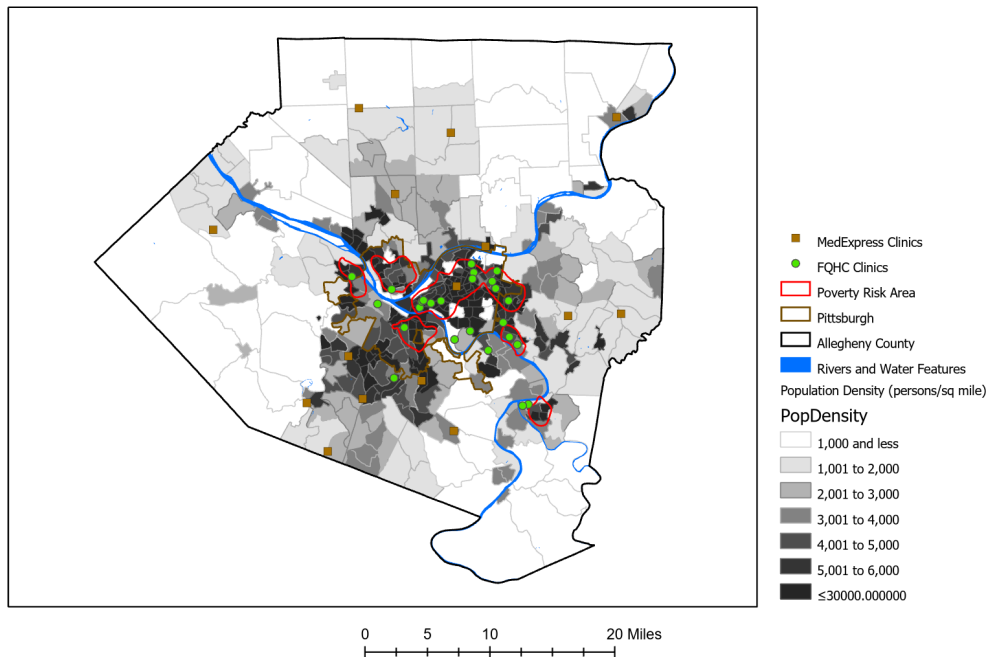 MedExpress Clinics
FQHC Clinics
Poverty Risk Area
Pittsburgh
Allegheny County
Rivers and Water Features
Population Density (persons/sq mile)
PopDensity
1,000 and less
1,001 to 2,000
2,001 to 3,000
3,001 to 4,000
4,001 to 5,000
5,001 to 6,000
≤30000.000000
0 5 10 20 Miles